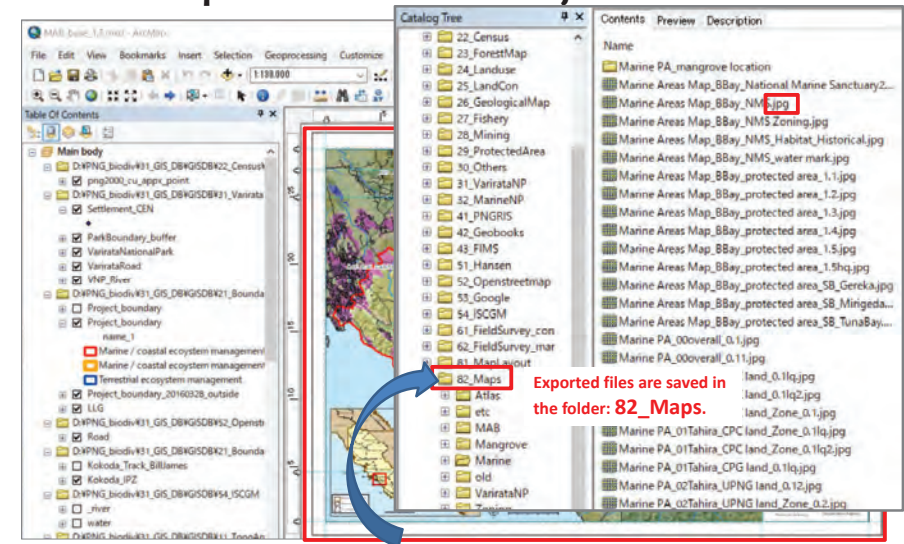 MAB_base_1.1.mxd - ArcMap
File Edit View Bookmarks Insert Selection Geoprocessing Customize
1:138,000
Table Of Contents
Main body
D:¥PNG_biodiv¥31_GIS_DB¥GISDB¥22_Census¥
png2000_cu_appx_point
D:¥PNG_biodiv¥31_GIS_DB¥GISDB¥31_Varirata
Settlement_CEN
ParkBoundary_buffer
VarirataNationalPark
VarirataRoad
VNP_River
D:¥PNG_biodiv¥31_GIS_DB¥GISDB¥21_Bounda
Project_boundary
Project_boundary
name_1
Marine / coastal ecosystem management
Marine / coastal ecosystem management
Terrestrial ecosystem management
Project_boundary_20160328_outside
LLG
D:¥PNG_biodiv¥31_GIS_DB¥GISDB¥52_Openstr
Road
D:¥PNG_biodiv¥31_GIS_DB¥GISDB¥21_Bounda
Kokoda_Track_BillJames
Kokoda_IPZ
D:¥PNG_biodiv¥31_GIS_DB¥GISDB¥54_ISCGM
_river
water
Catalog Tree
22_Census
23_ForestMap
24_Landuse
25_LandCon
26_GeologicalMap
27_Fishery
28_Mining
29_ProtectedArea
30_Others
31_VarirataNP
32_MarineNP
41_PNGRIS
42_Geobooks
43_FIMS
51_Hansen
52_Openstreetmap
53_Google
54_ISCGM
61_FieldSurvey_con
62_FieldSurvey_mar
81_MapLayout
82_Maps
Atlas
etc
MAB
Mangrove
Marine
old
VarirataNP
Zoning
Contents Preview Description
Name
Marine PA_mangrove location
Marine Areas Map_BBay_National Marine Sanctuary2...
Marine Areas Map_BBay_NMS.jpg
Marine Areas Map_BBay_NMS Zoning.jpg
Marine Areas Map_BBay_NMS_Habitat_Historical.jpg
Marine Areas Map_BBay_NMS_water mark.jpg
Marine Areas Map_BBay_protected area_1.1.jpg
Marine Areas Map_BBay_protected area_1.2.jpg
Marine Areas Map_BBay_protected area_1.3.jpg
Marine Areas Map_BBay_protected area_1.4.jpg
Marine Areas Map_BBay_protected area_1.5.jpg
Marine Areas Map_BBay_protected area_1.5hq.jpg
Marine Areas Map_BBay_protected area_SB_Gereka...
Marine Areas Map_BBay_protected area_SB_Mirigeda...
Marine Areas Map_BBay_protected area_SB_TunaBay....
Marine PA_00overall_0.1.jpg
Marine PA_00overall_0.11.jpg
land_0.1lq.jpg
land_0.1lq2.jpg
land_Zone_0.1.jpg
Marine PA_01Tahira_CPC land_Zone_0.1lq.jpg
Marine PA_01Tahira_CPC land_Zone_0.1lq2.jpg
Marine PA_01Tahira_CPG land_0.1lq.jpg
Marine PA_02Tahira_UPNG land_0.12.jpg
Marine PA_02Tahira_UPNG land_Zone_0.2.jpg
Exported files are saved in
the folder: 82_Maps.